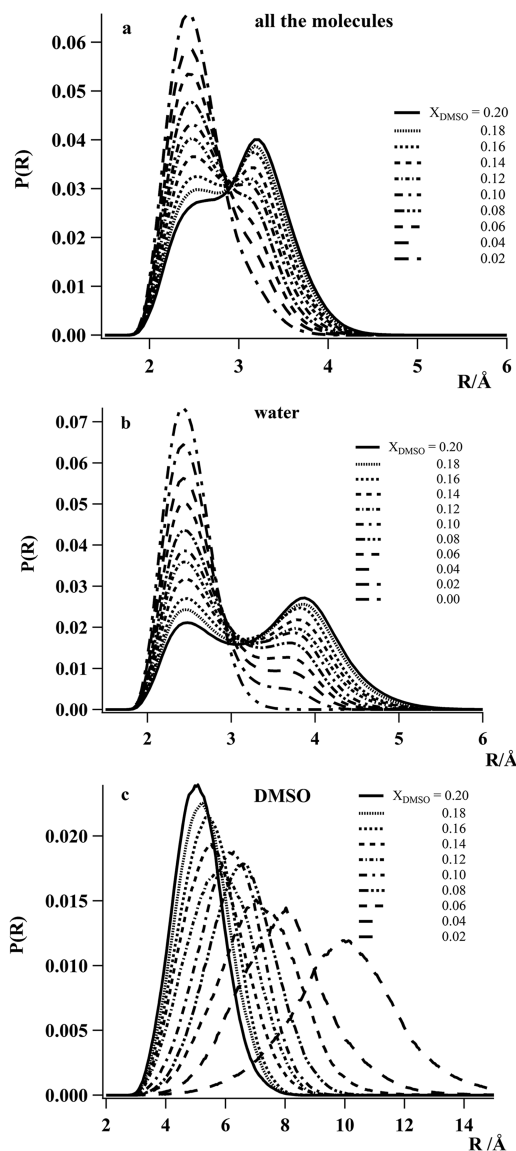 a
all the molecules
0.06
0.05
0.04
0.03
0.02
0.01
0.00
P(R)
X_DMSO = 0.20
0.18
0.16
0.14
0.12
0.10
0.08
0.06
0.04
0.02
2 3 4 5 6
R/Å
b
water
0.07
0.06
0.05
0.04
0.03
0.02
0.01
0.00
P(R)
X_DMSO = 0.20
0.18
0.16
0.14
0.12
0.10
0.08
0.06
0.04
0.02
0.00
2 3 4 5 6
R/Å
c
DMSO
0.020
0.015
0.010
0.005
0.000
P(R)
X_DMSO = 0.20
0.18
0.16
0.14
0.12
0.10
0.08
0.06
0.04
0.02
2 4 6 8 10 12 14
R /Å